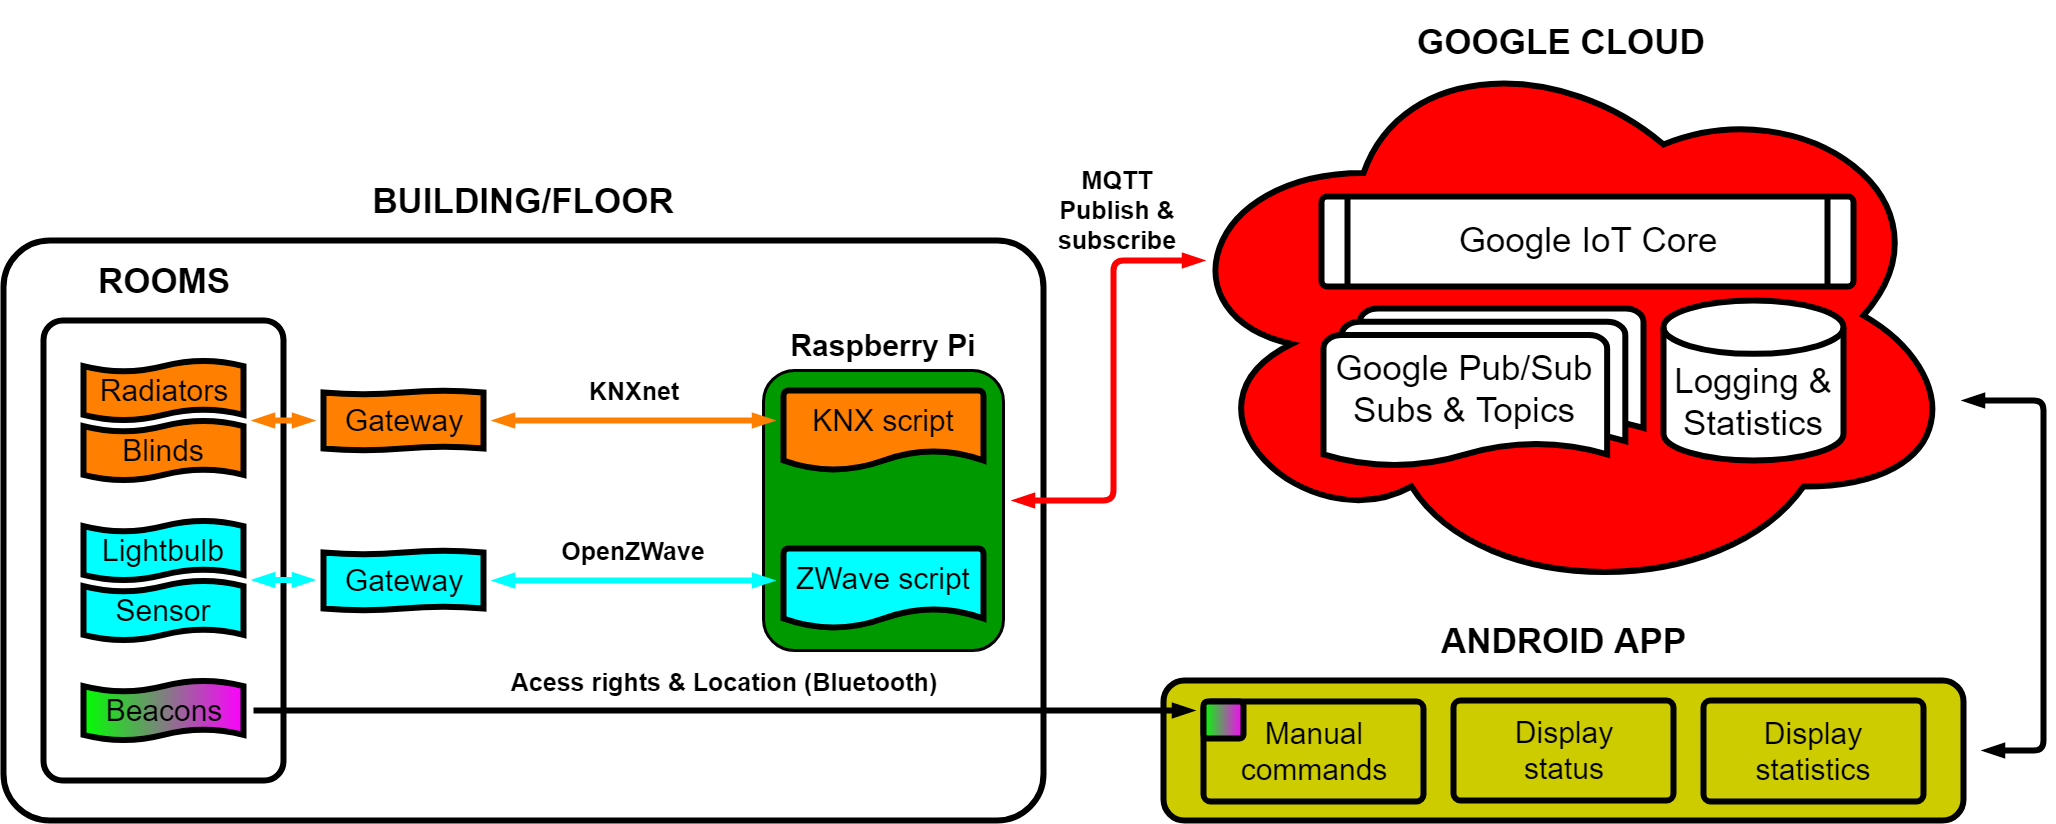 GOOGLE CLOUD
MQTT
Publish &
subscribe
BUILDING/FLOOR
Google IoT Core
ROOMS
Raspberry Pi
Google Pub/Sub
Subs & Topics
Logging &
Statistics
Radiators
Blinds
Gateway
KNXnet
KNX script
Lightbulb
Sensor
Gateway
OpenZWave
ZWave script
ANDROID APP
Beacons
Acess rights & Location (Bluetooth)
Manual
commands
Display
status
Display
statistics